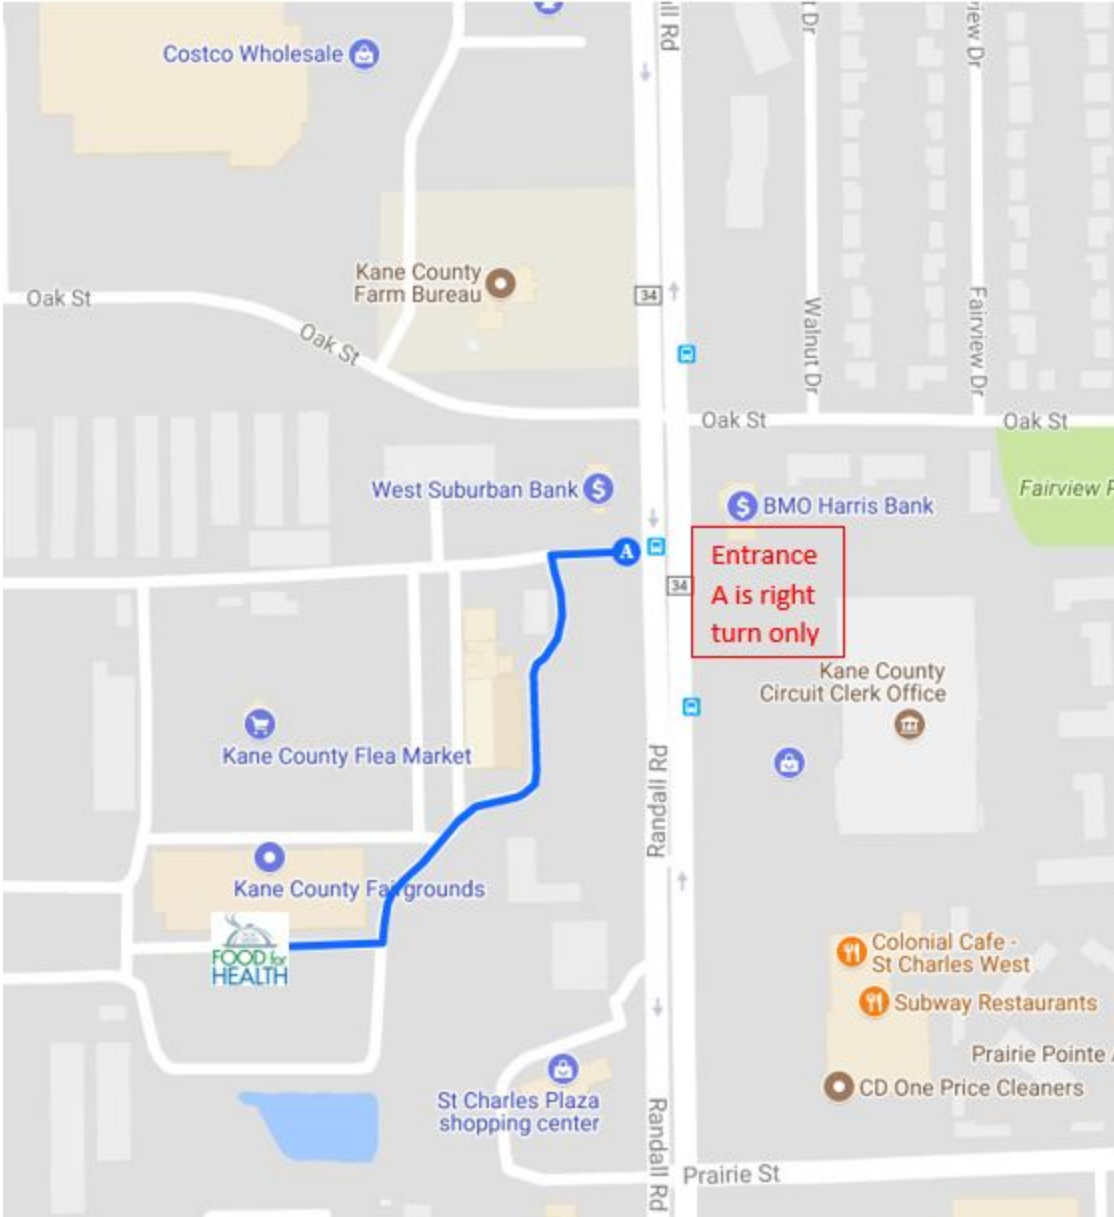 ll Rd
t Dr
view Dr
Costco Wholesale
Kane County
Farm Bureau
34
Oak St
Oak St
Walnut Dr
Fairview Dr
Oak St
Oak St
West Suburban Bank
$
$
BMO Harris Bank
Fairview P
A
Entrance
A is right
turn only
34
Kane County
Circuit Clerk Office
Kane County Flea Market
Randall Rd
Kane County Fairgrounds
FOOD for
HEALTH
Colonial Cafe -
St Charles West
Subway Restaurants
Prairie Pointe A
CD One Price Cleaners
St Charles Plaza
shopping center
Randall Rd
Prairie St